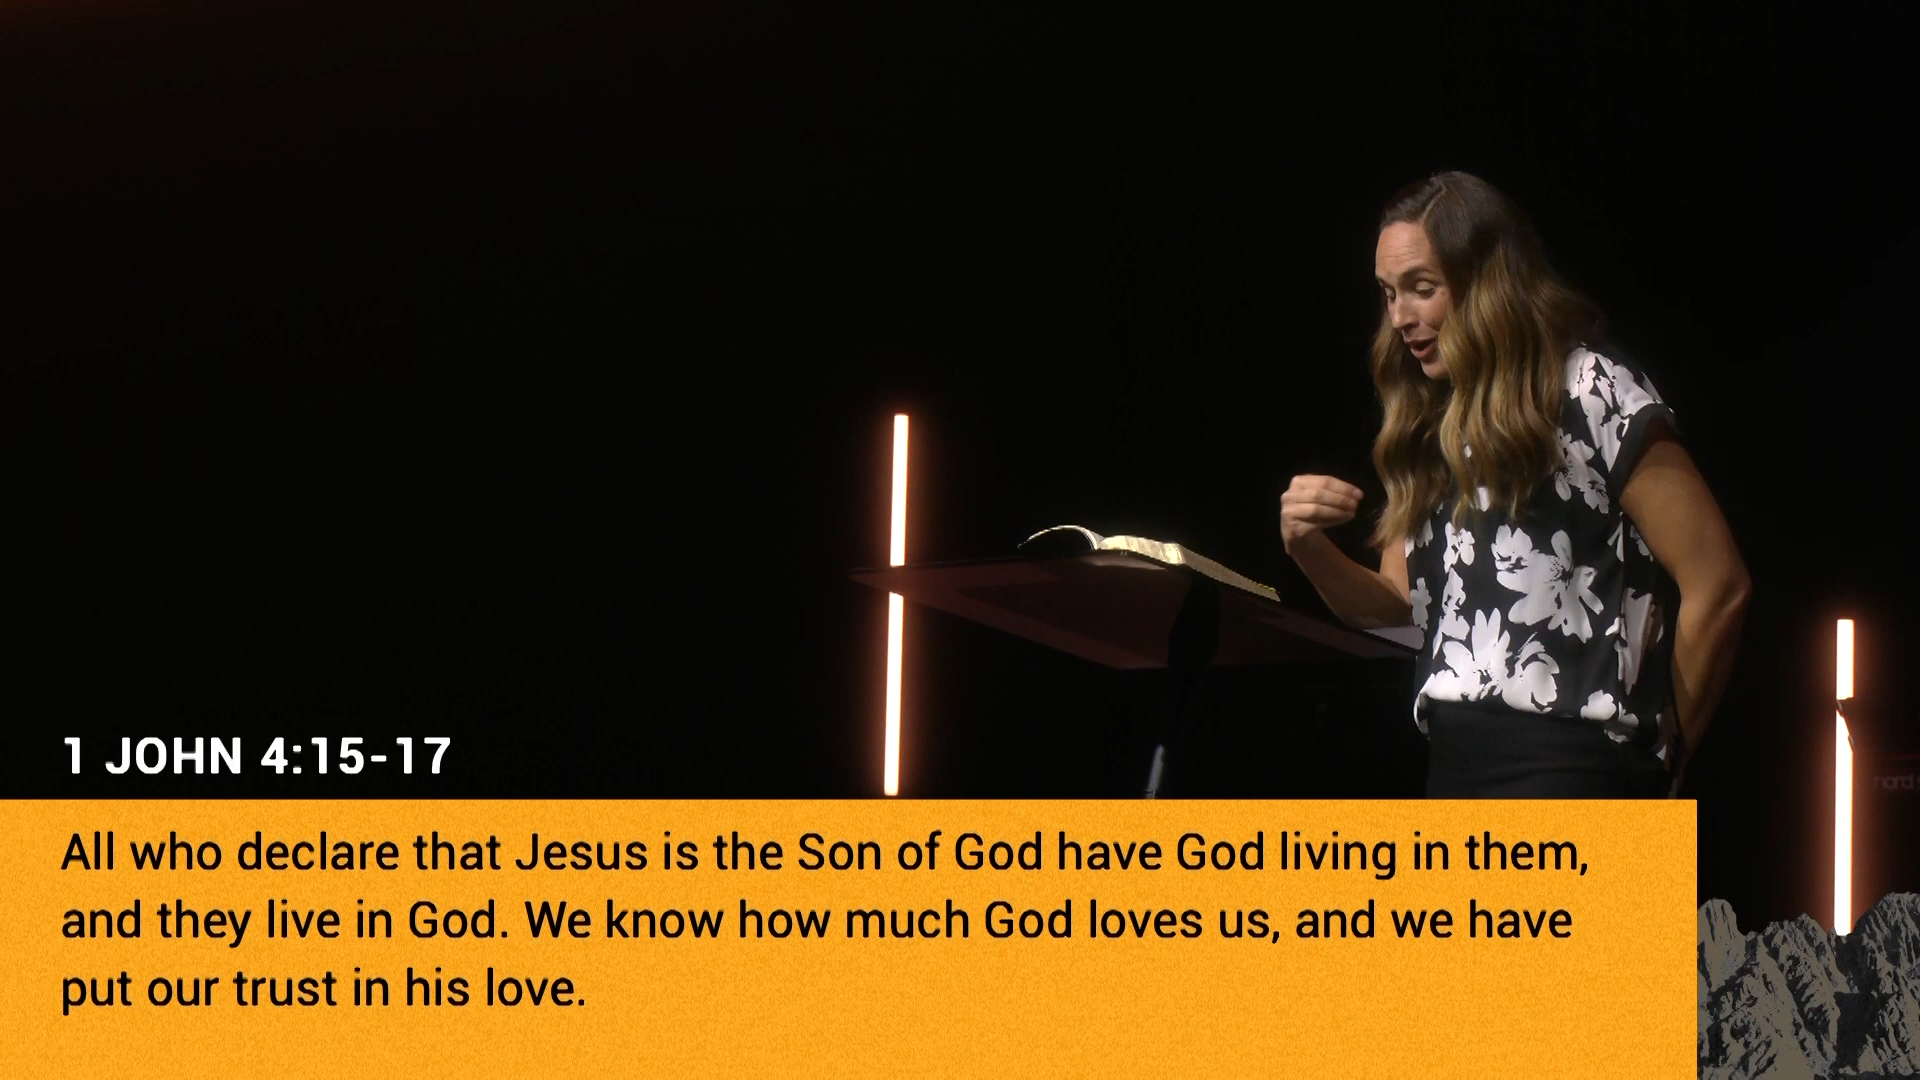 1 JOHN 4:15-17
All who declare that Jesus is the Son of God have God living in them,
and they live in God. We know how much God loves us, and we have
put our trust in his love.